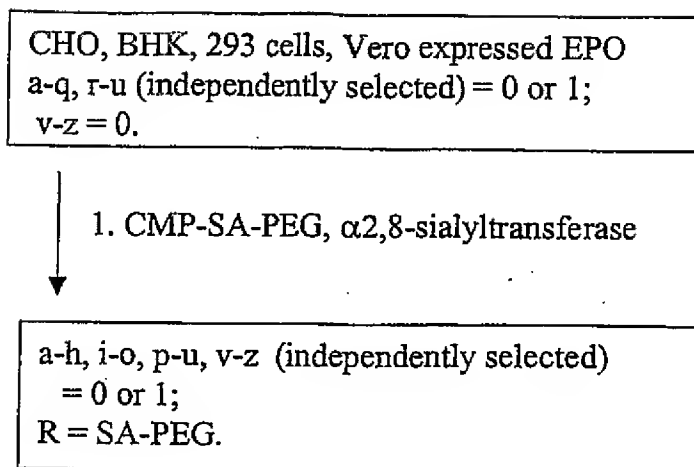 CHO, BHK, 293 cells, Vero expressed EPO
a-q, r-u (independently selected) = 0 or 1;
v-z = 0.
1. CMP-SA-PEG, α2,8-sialyltransferase
a-h, i-o, p-u, v-z (independently selected)
= 0 or 1;
R = SA-PEG.